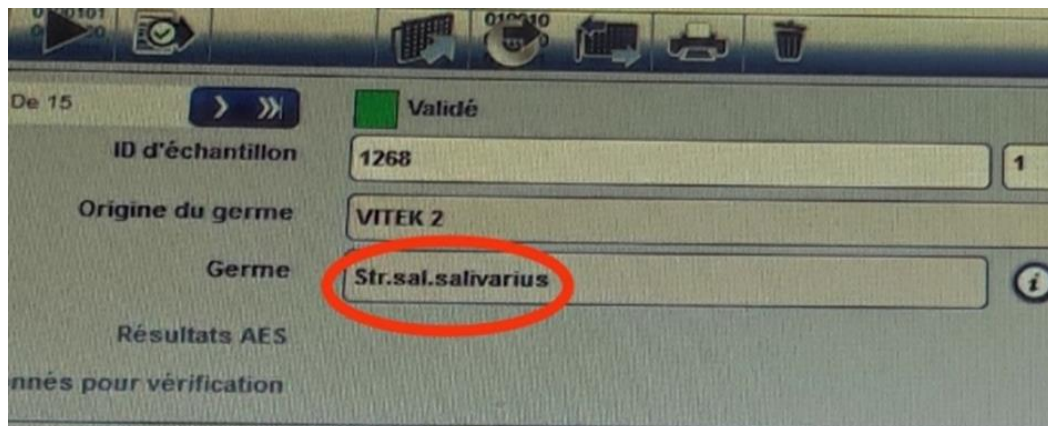 De 15
Validé
ID d'échantillon 1268 1
Origine du germe VITEK 2
Germe Str.sal.salivarius
Résultats AES
nnés pour vérification